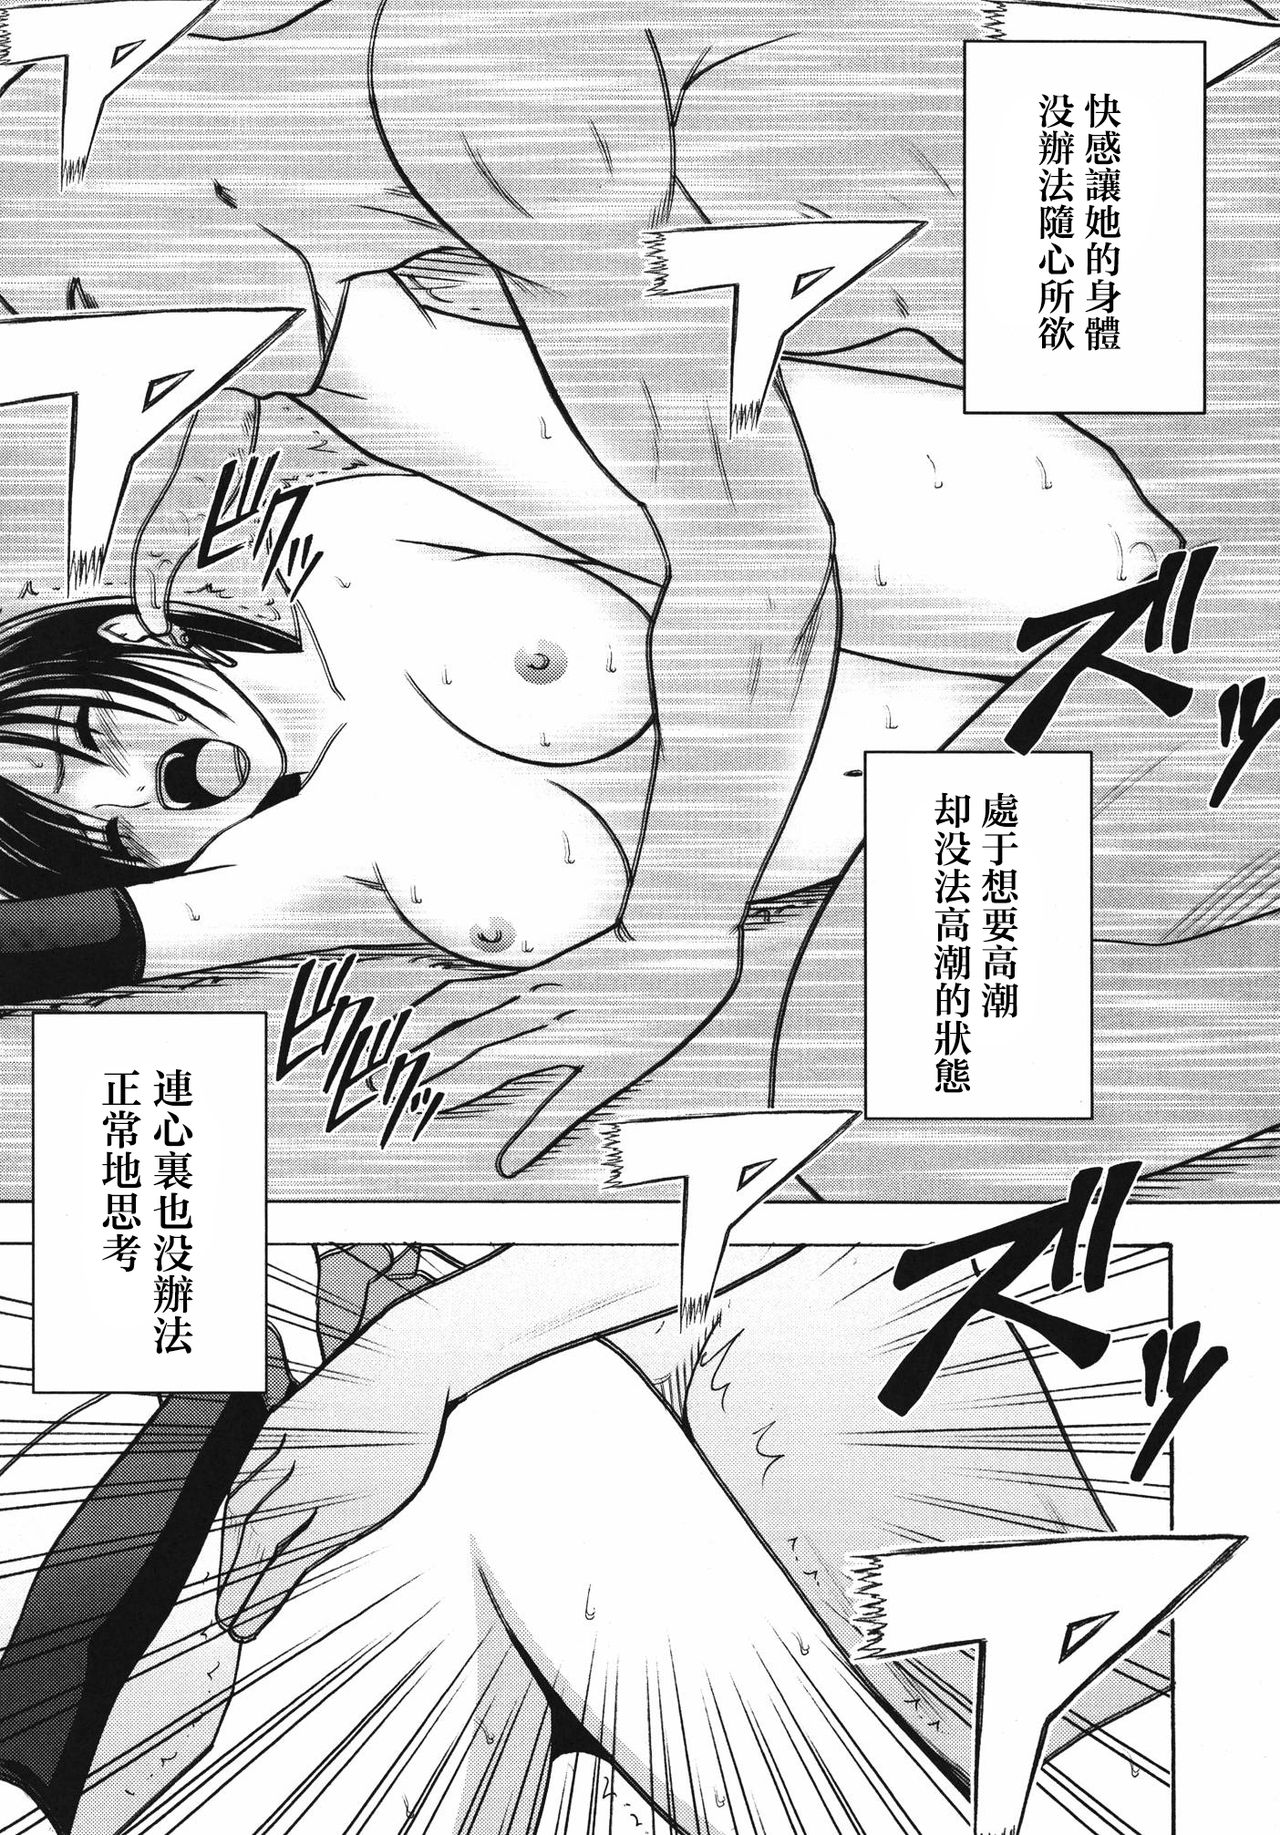 快感讓她的身體
没辦法隨心所欲
ビクッ
ズッ
處于想要高潮
却没法高潮的狀態
ビクビクッ
連心裏也没辦法
正常地思考
ズッ
ア
ア
ア
ア
ア